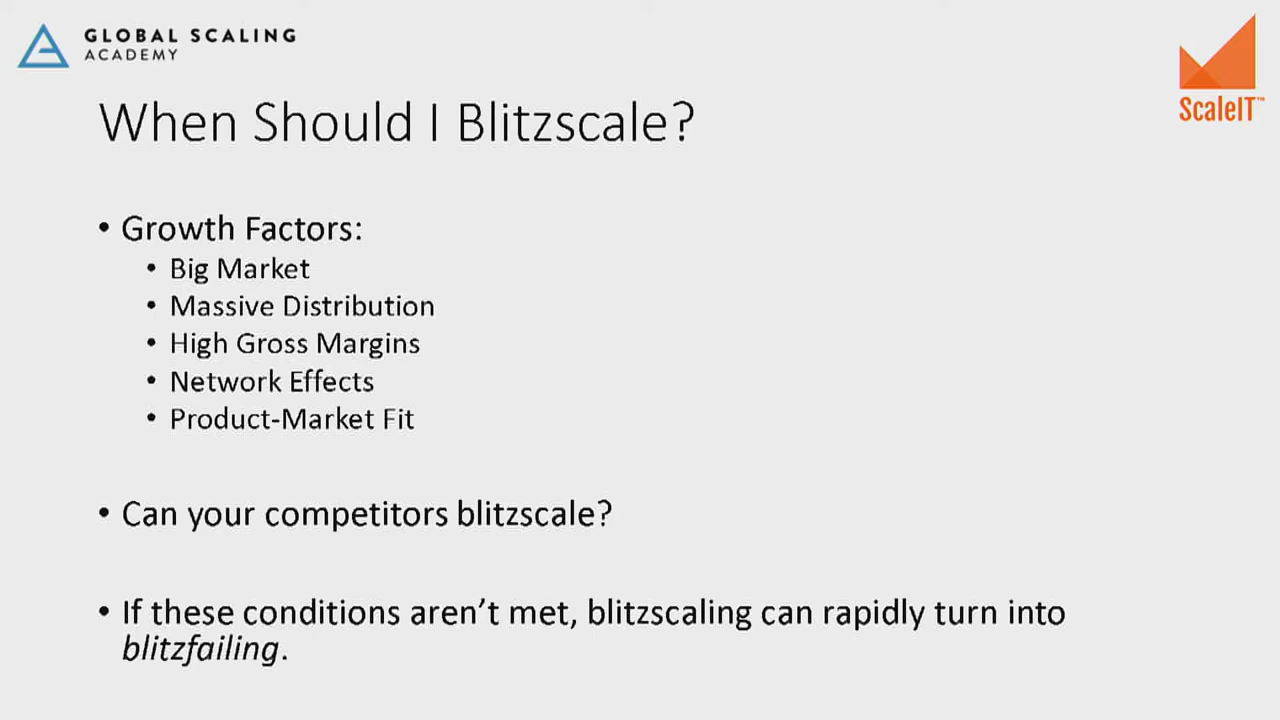 GLOBAL SCALING
ACADEMY
ScaleIT™
When Should I Blitzscale?
• Growth Factors:
• Big Market
• Massive Distribution
• High Gross Margins
• Network Effects
• Product-Market Fit
• Can your competitors blitzscale?
• If these conditions aren’t met, blitzscaling can rapidly turn into
blitzfailing.